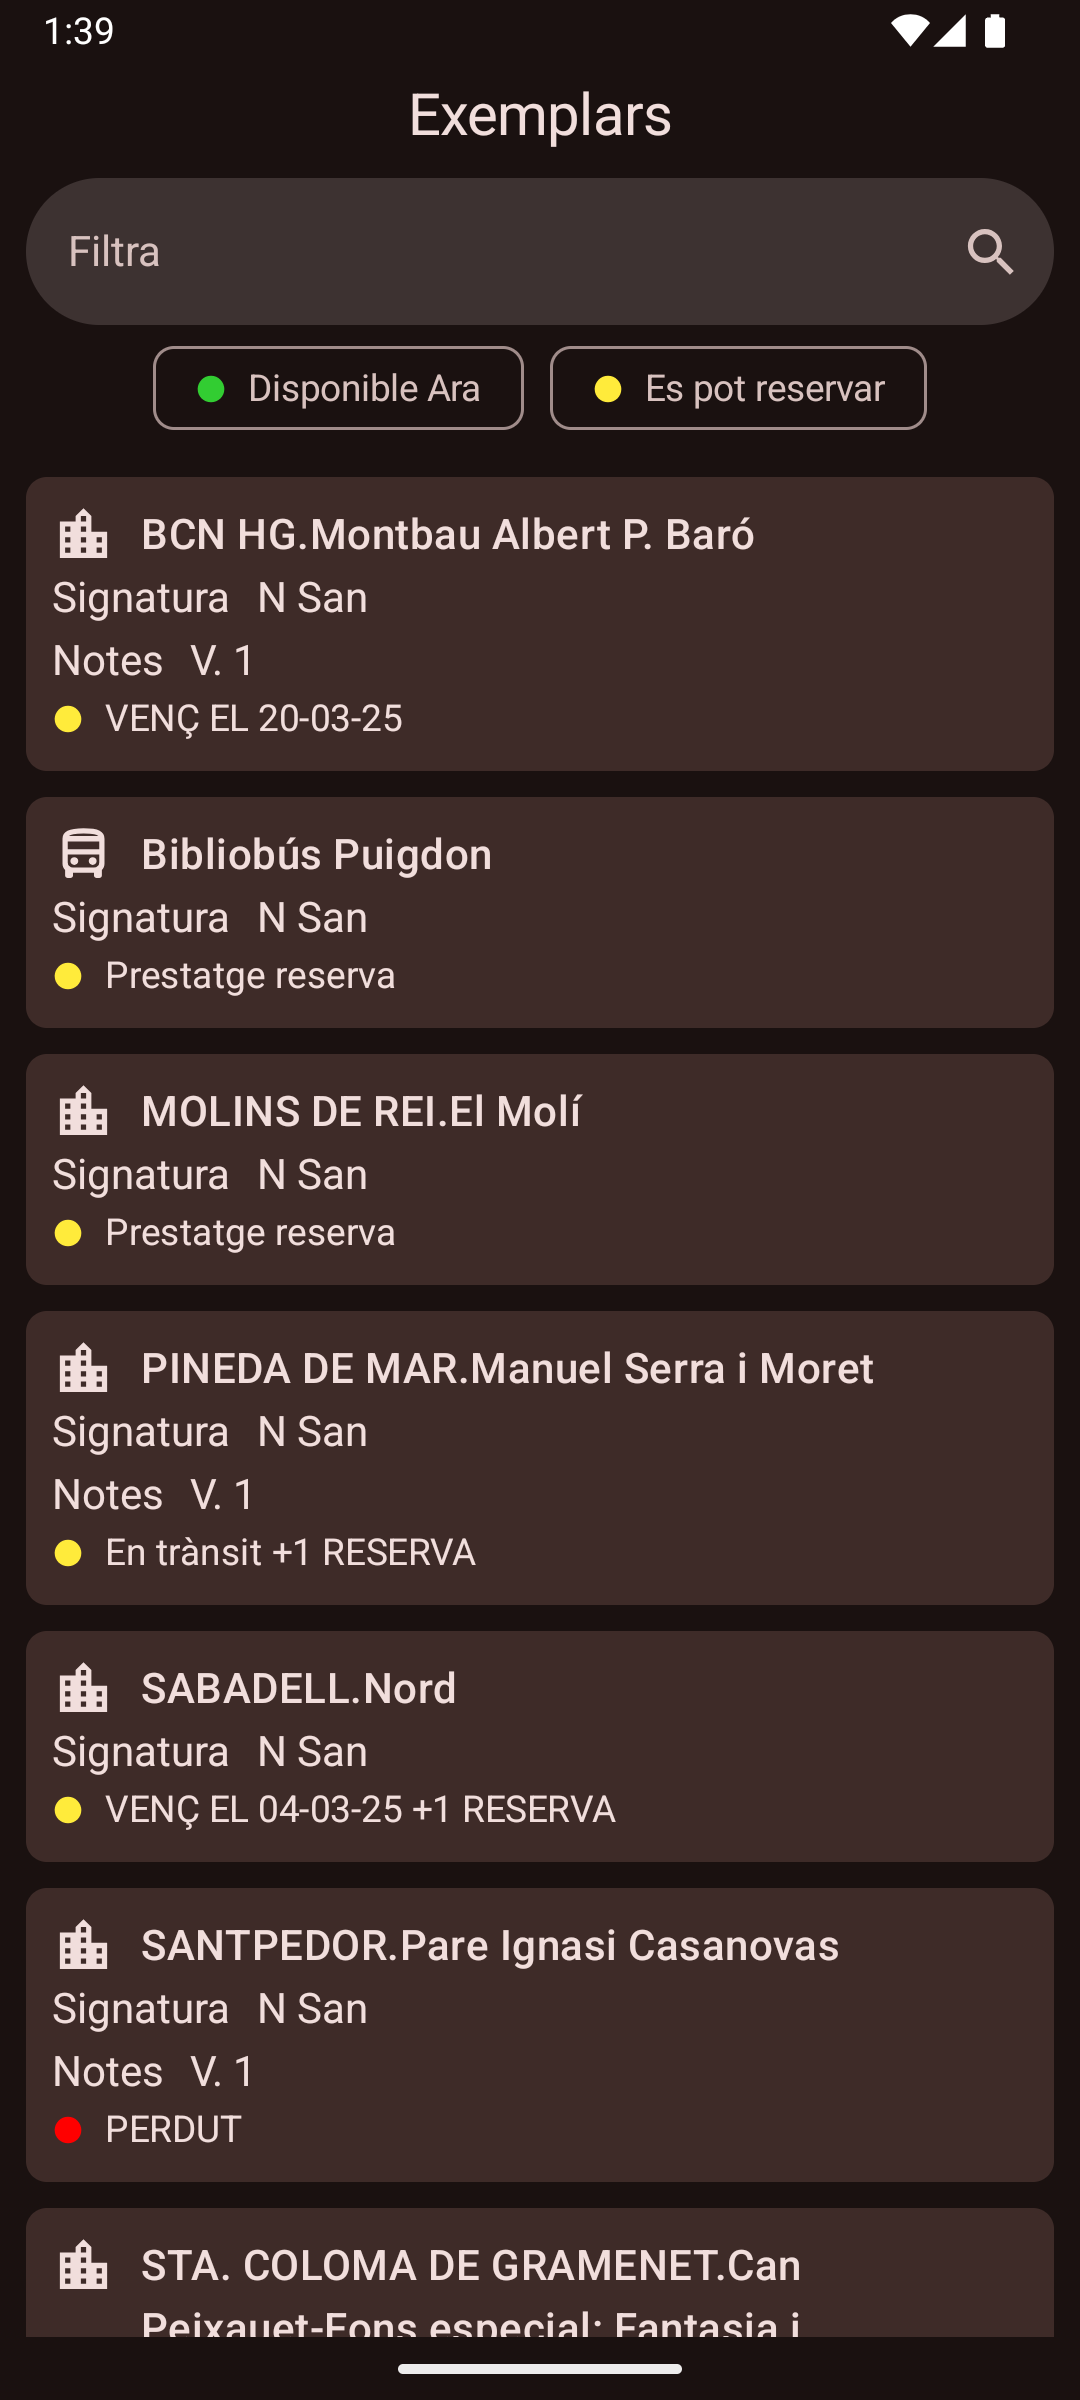 1:39
Exemplars
Filtra
Disponible Ara
Es pot reservar
BCN HG.Montbau Albert P. Baró
Signatura N San
Notes V. 1
VENÇ EL 20-03-25
Bibliobús Puigdon
Signatura N San
Prestatge reserva
MOLINS DE REI.El Molí
Signatura N San
Prestatge reserva
PINEDA DE MAR.Manuel Serra i Moret
Signatura N San
Notes V. 1
En trànsit +1 RESERVA
SABADELL.Nord
Signatura N San
VENÇ EL 04-03-25 +1 RESERVA
SANTPEDOR.Pare Ignasi Casanovas
Signatura N San
Notes V. 1
PERDUT
STA. COLOMA DE GRAMENET.Can
Peixauet-Fons especial: Fantasia i